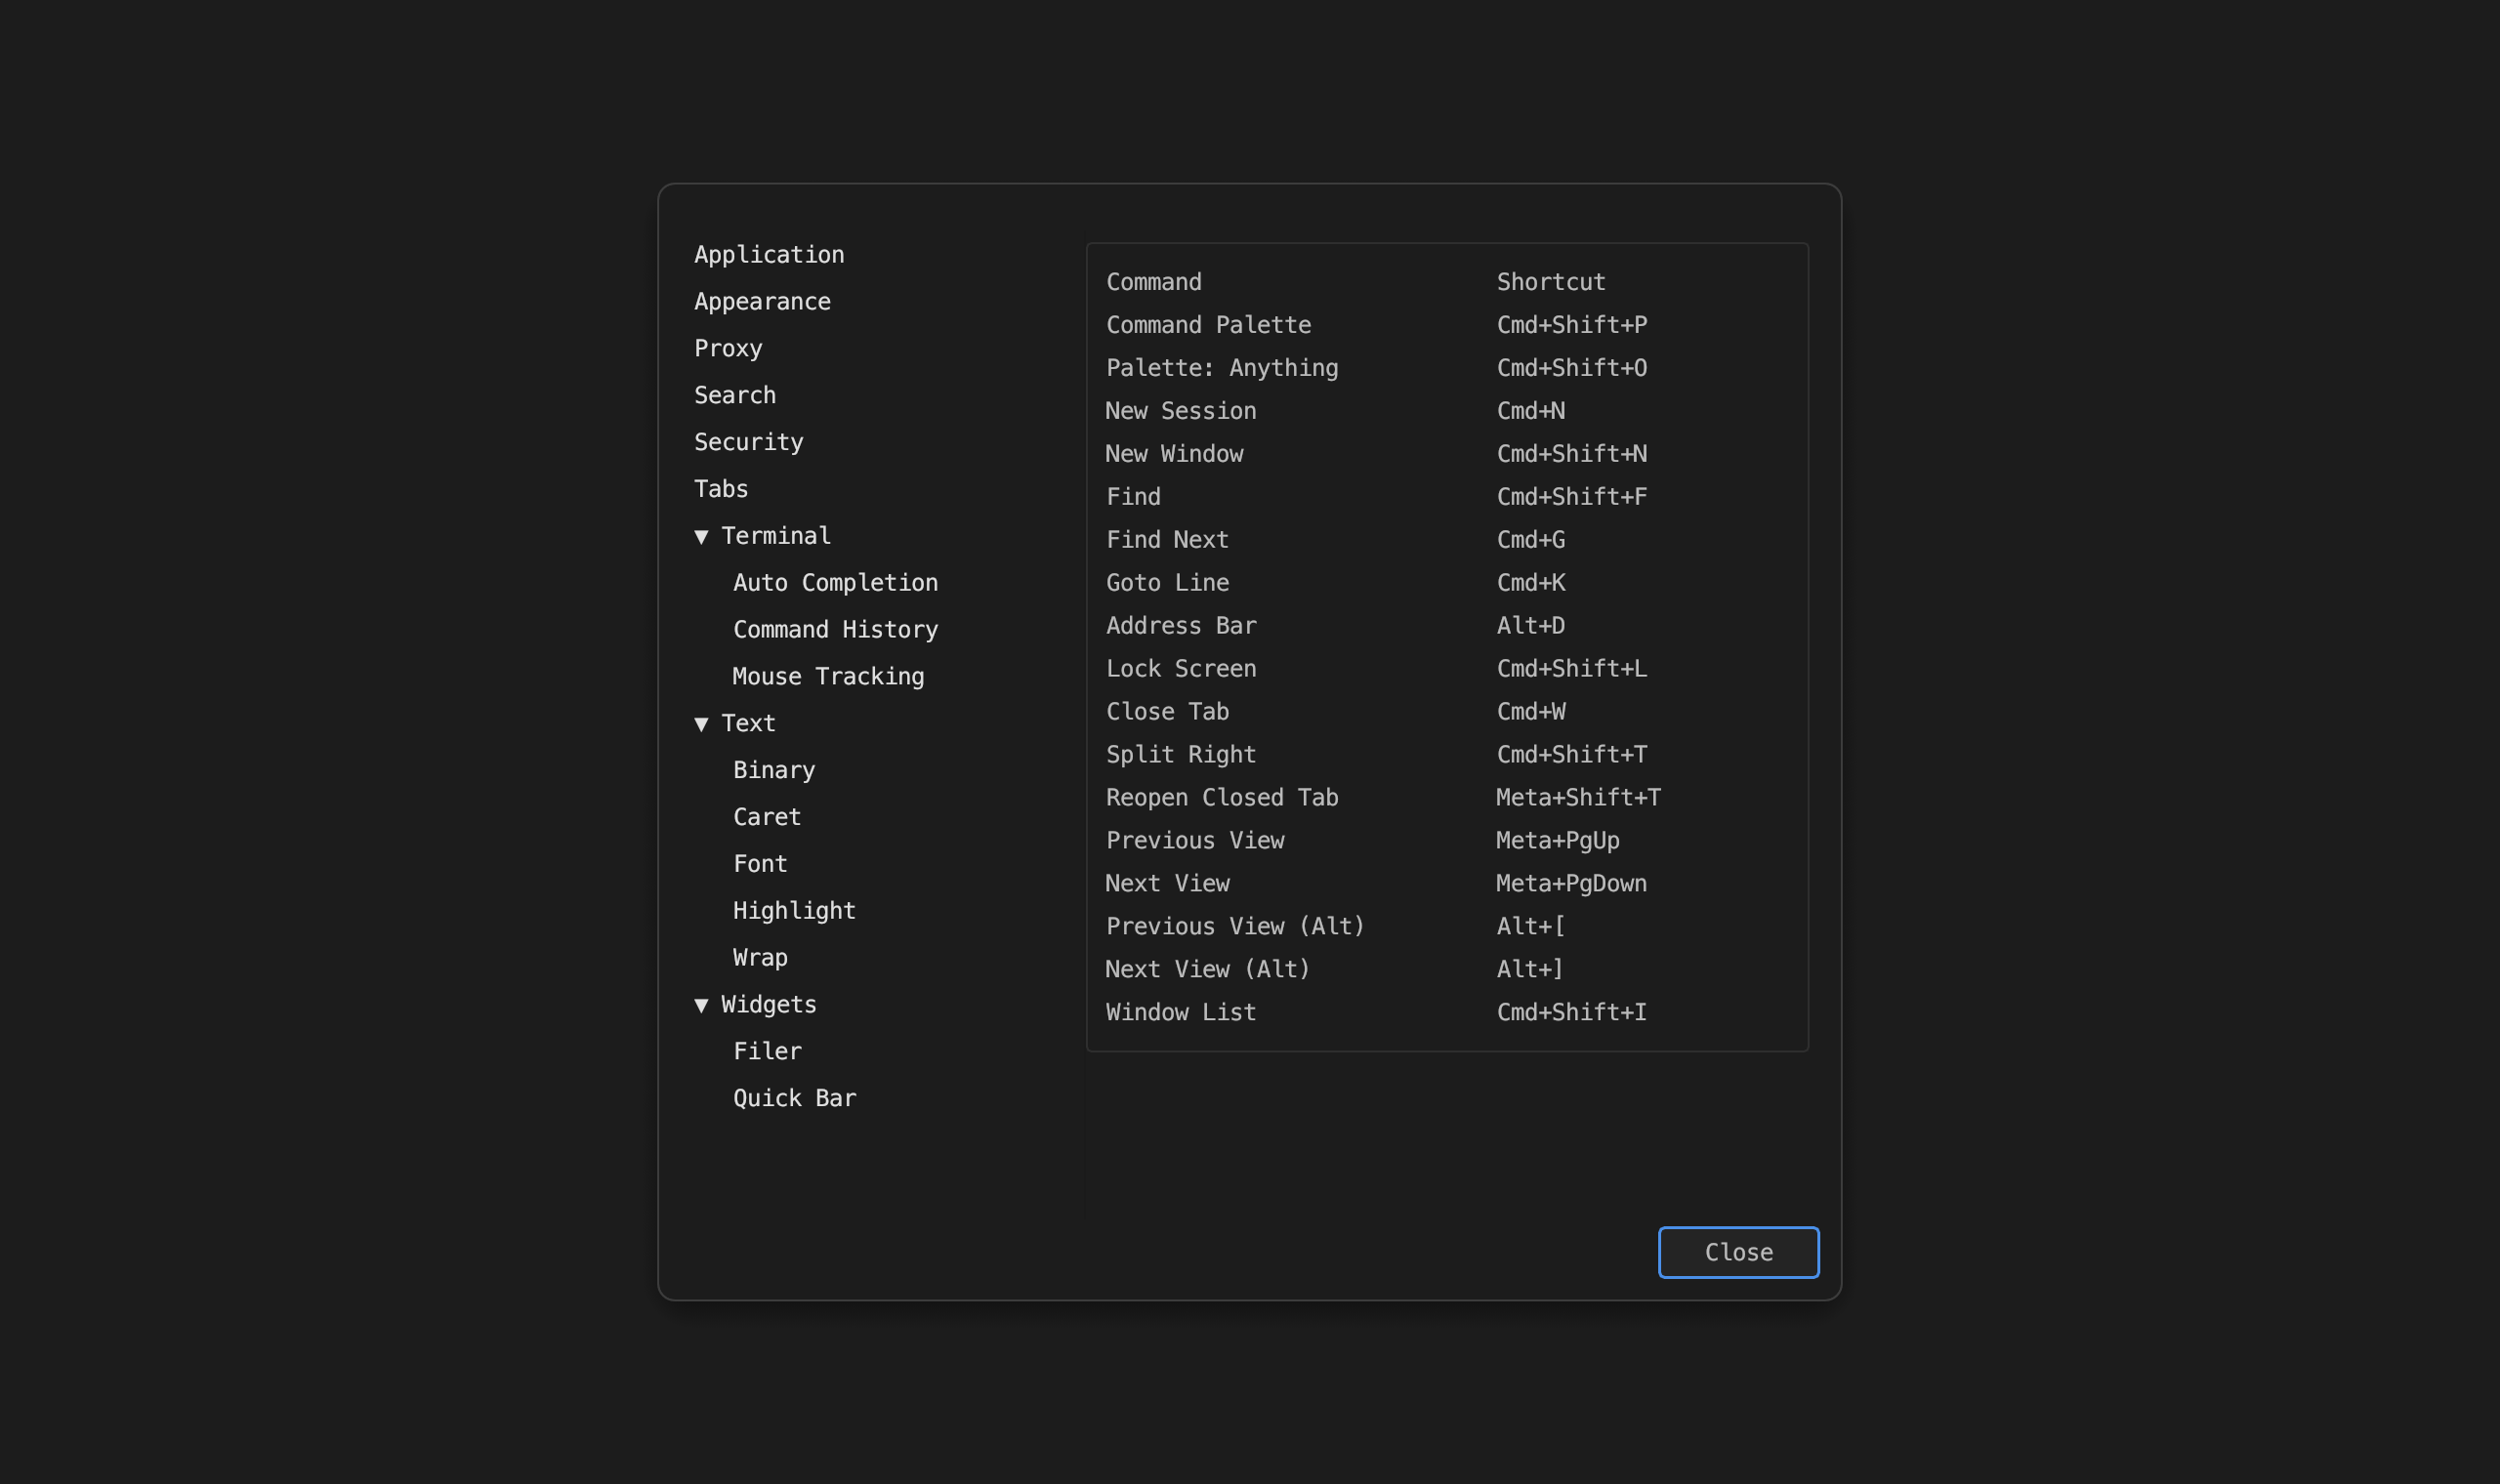 Application
Appearance
Proxy
Search
Security
Tabs
▼ Terminal
Auto Completion
Command History
Mouse Tracking
▼ Text
Binary
Caret
Font
Highlight
Wrap
▼ Widgets
Filer
Quick Bar
Command Shortcut
Command Palette Cmd+Shift+P
Palette: Anything Cmd+Shift+O
New Session Cmd+N
New Window Cmd+Shift+N
Find Cmd+Shift+F
Find Next Cmd+G
Goto Line Cmd+K
Address Bar Alt+D
Lock Screen Cmd+Shift+L
Close Tab Cmd+W
Split Right Cmd+Shift+T
Reopen Closed Tab Meta+Shift+T
Previous View Meta+PgUp
Next View Meta+PgDown
Previous View (Alt) Alt+[
Next View (Alt) Alt+]
Window List Cmd+Shift+I
Close